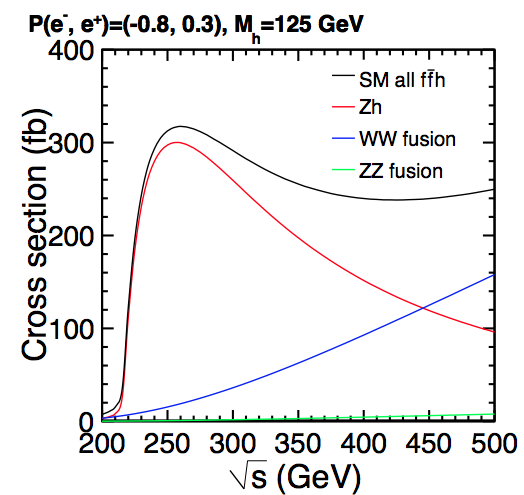 P(e⁻, e⁺)=(-0.8, 0.3), Mₕ=125 GeV
400
300
200
100
0
Cross section (fb)
SM all ff̄h
Zh
WW fusion
ZZ fusion
200 250 300 350 400 450 500
√s (GeV)